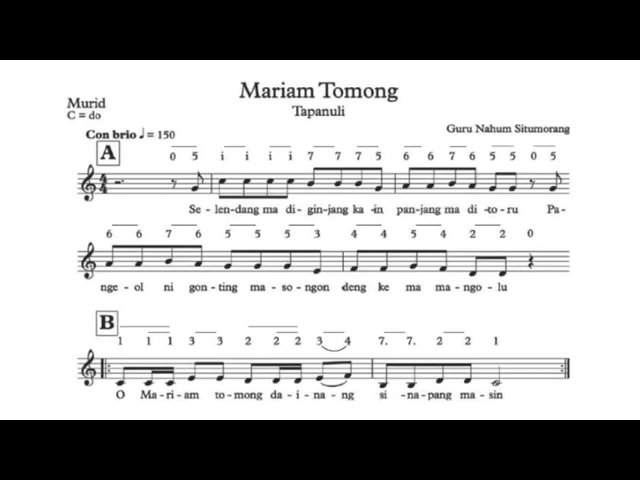 Mariam Tomong
Tapanuli
Murid
C = do
Guru Nahum Situmorang
Con brio ♩ = 150
A
0 5 i i i i 7 7 7 5 6 6 7 6 5 5 0 5
Se-len-dang ma di-gin-jang ka-in pan-jang ma di-to-ru Pa-
6 6 7 6 5 5 5 3 4 4 5 4 2 2 0
nge-ol ni gon-ting ma-so-ngon deng ke ma ma-ngo-lu
B
1 1 1 3 3 2 2 2 3 4 7. 7. 2 2 1
O Ma-ri-am to-mong da-i-na-ng si-na-pang ma-sin